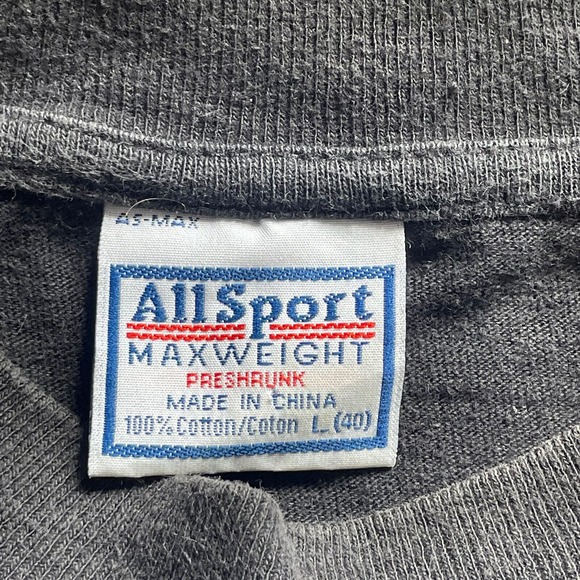 AS-MAX
AllSport
MAXWEIGHT
PRESHRUNK
MADE IN CHINA
100% Cotton/Coton L (40)